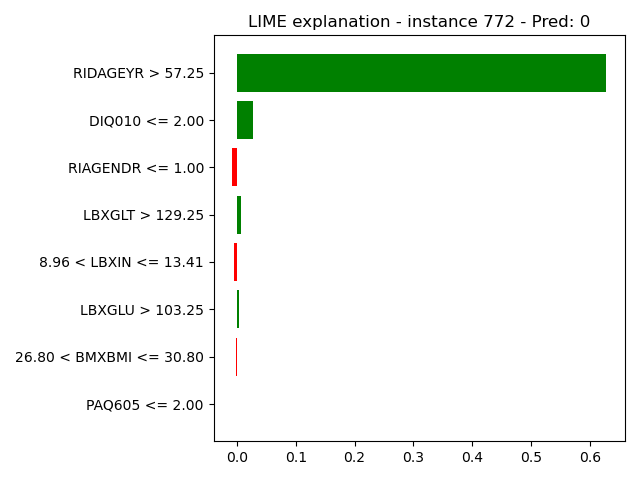 LIME explanation - instance 772 - Pred: 0
RIDAGEYR > 57.25
DIQ010 <= 2.00
RIAGENDR <= 1.00
LBXGLT > 129.25
8.96 < LBXIN <= 13.41
LBXGLU > 103.25
26.80 < BMXBMI <= 30.80
PAQ605 <= 2.00
0.0 0.1 0.2 0.3 0.4 0.5 0.6